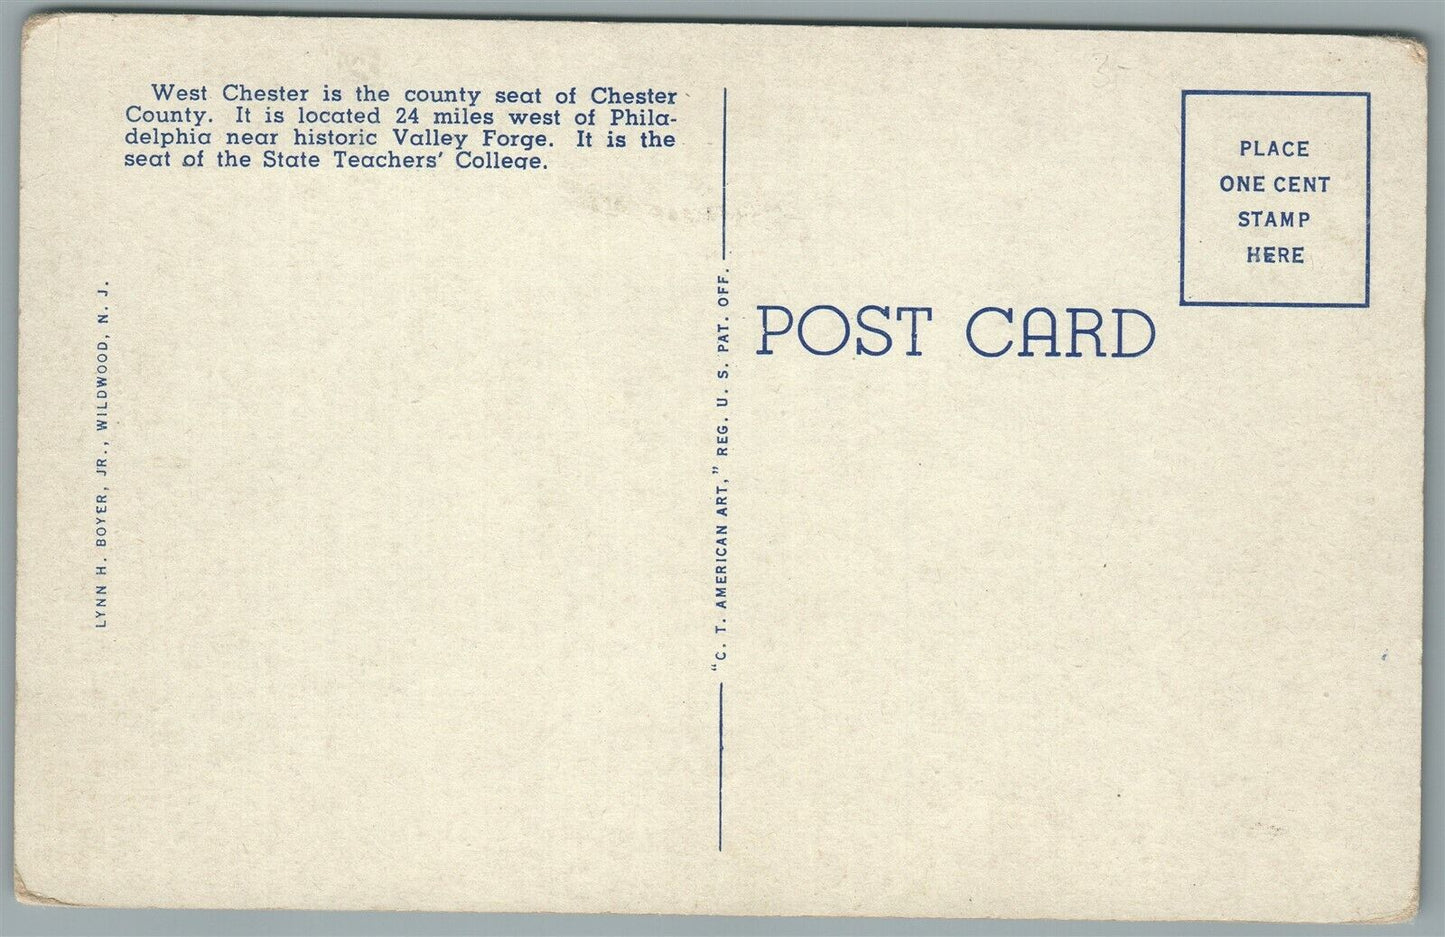 West Chester is the county seat of Chester
County. It is located 24 miles west of Phila-
delphia near historic Valley Forge. It is the
seat of the State Teachers' College.
LYNN H. BOYER, JR., WILDWOOD, N. J.
"C. T. AMERICAN ART," REG. U. S. PAT. OFF.
POST CARD
PLACE
ONE CENT
STAMP
HERE